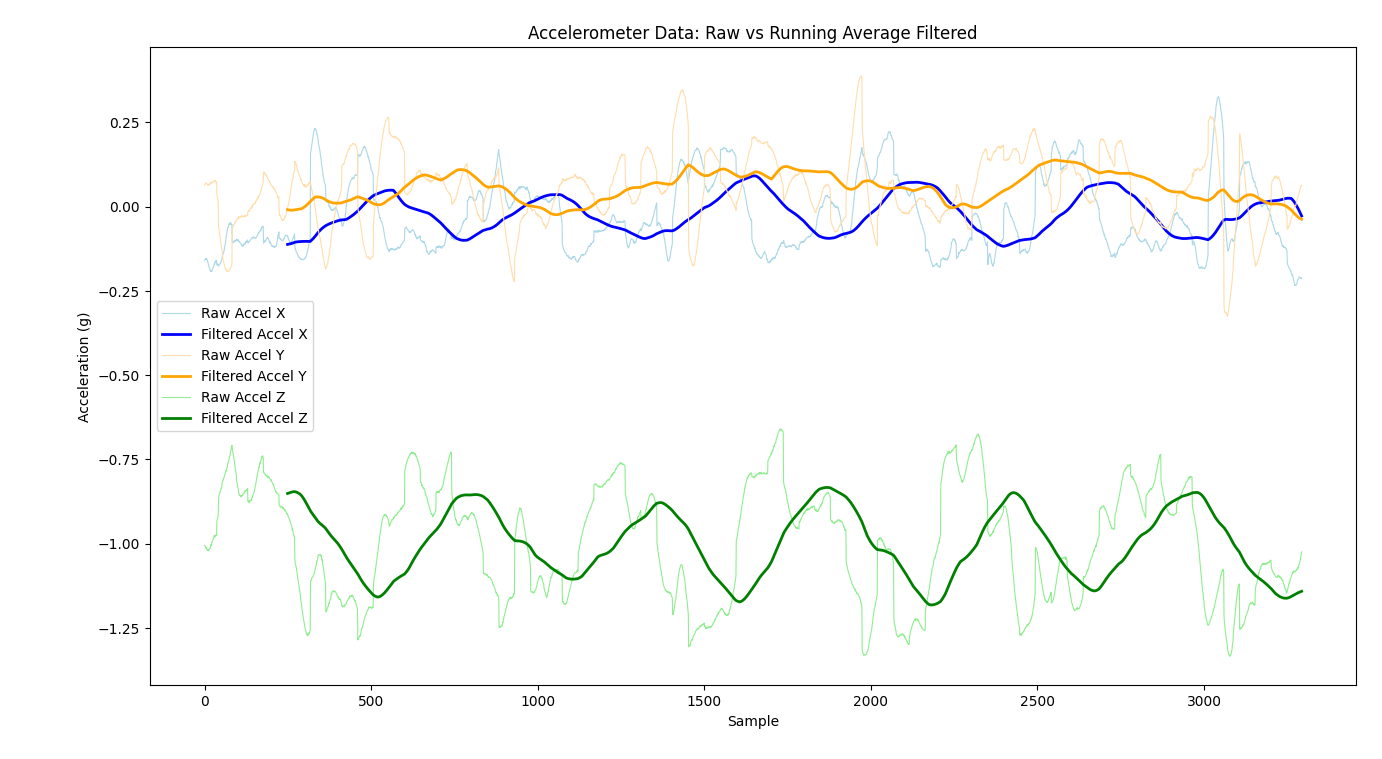 Accelerometer Data: Raw vs Running Average Filtered
0.25
0.00
−0.25
−0.50
−0.75
−1.00
−1.25
Acceleration (g)
Raw Accel X
Filtered Accel X
Raw Accel Y
Filtered Accel Y
Raw Accel Z
Filtered Accel Z
0 500 1000 1500 2000 2500 3000
Sample